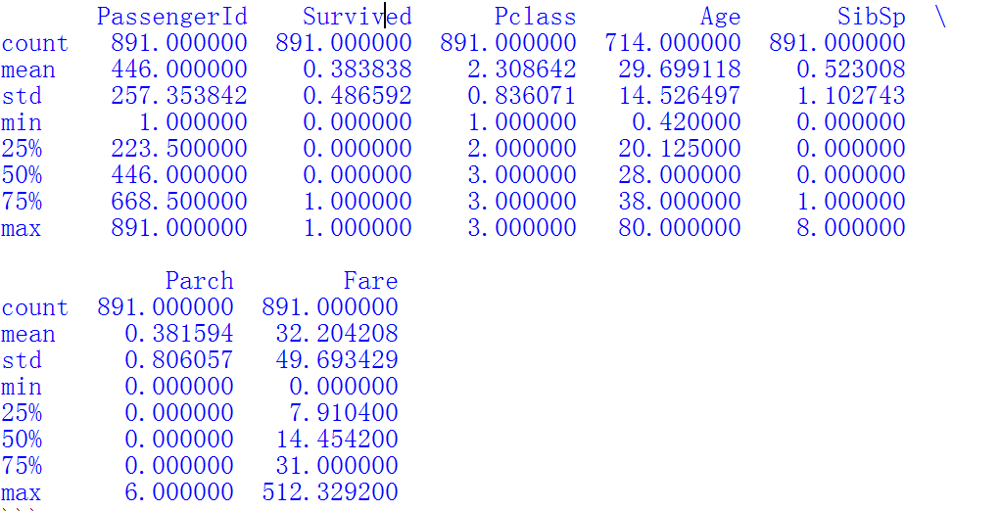 PassengerId    Survived      Pclass         Age       SibSp  \
count   891.000000  891.000000  891.000000  714.000000  891.000000
mean    446.000000    0.383838    2.308642   29.699118    0.523008
std     257.353842    0.486592    0.836071   14.526497    1.102743
min       1.000000    0.000000    1.000000    0.420000    0.000000
25%     223.500000    0.000000    2.000000   20.125000    0.000000
50%     446.000000    0.000000    3.000000   28.000000    0.000000
75%     668.500000    1.000000    3.000000   38.000000    1.000000
max     891.000000    1.000000    3.000000   80.000000    8.000000
Parch        Fare
count  891.000000  891.000000
mean     0.381594   32.204208
std      0.806057   49.693429
min      0.000000    0.000000
25%      0.000000    7.910400
50%      0.000000   14.454200
75%      0.000000   31.000000
max      6.000000  512.329200
```